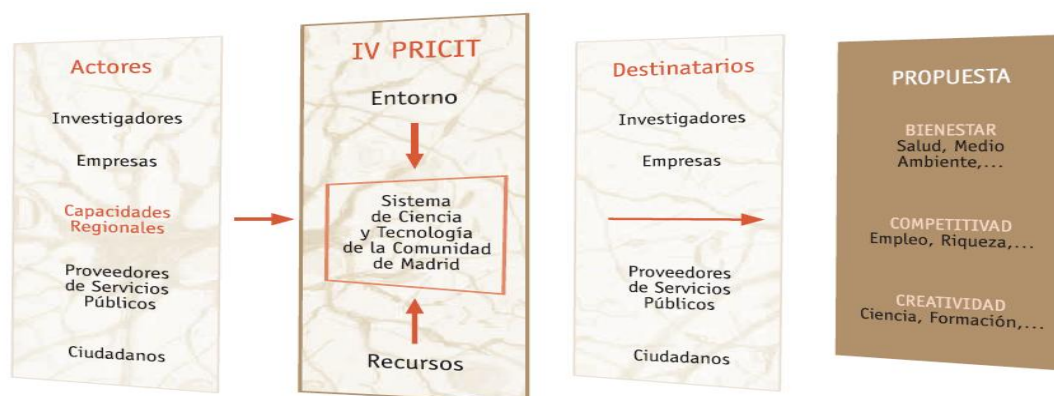 Actores
Investigadores
Empresas
Capacidades
Regionales
Proveedores
de Servicios
Públicos
Ciudadanos
IV PRICIT
Entorno
Sistema
de Ciencia
y Tecnología
de la Comunidad
de Madrid
Recursos
Destinatarios
Investigadores
Empresas
Proveedores
de Servicios
Públicos
Ciudadanos
PROPUESTA
BIENESTAR
Salud, Medio
Ambiente,...
COMPETITIVAD
Empleo, Riqueza,...
CREATIVIDAD
Ciencia, Formación,...